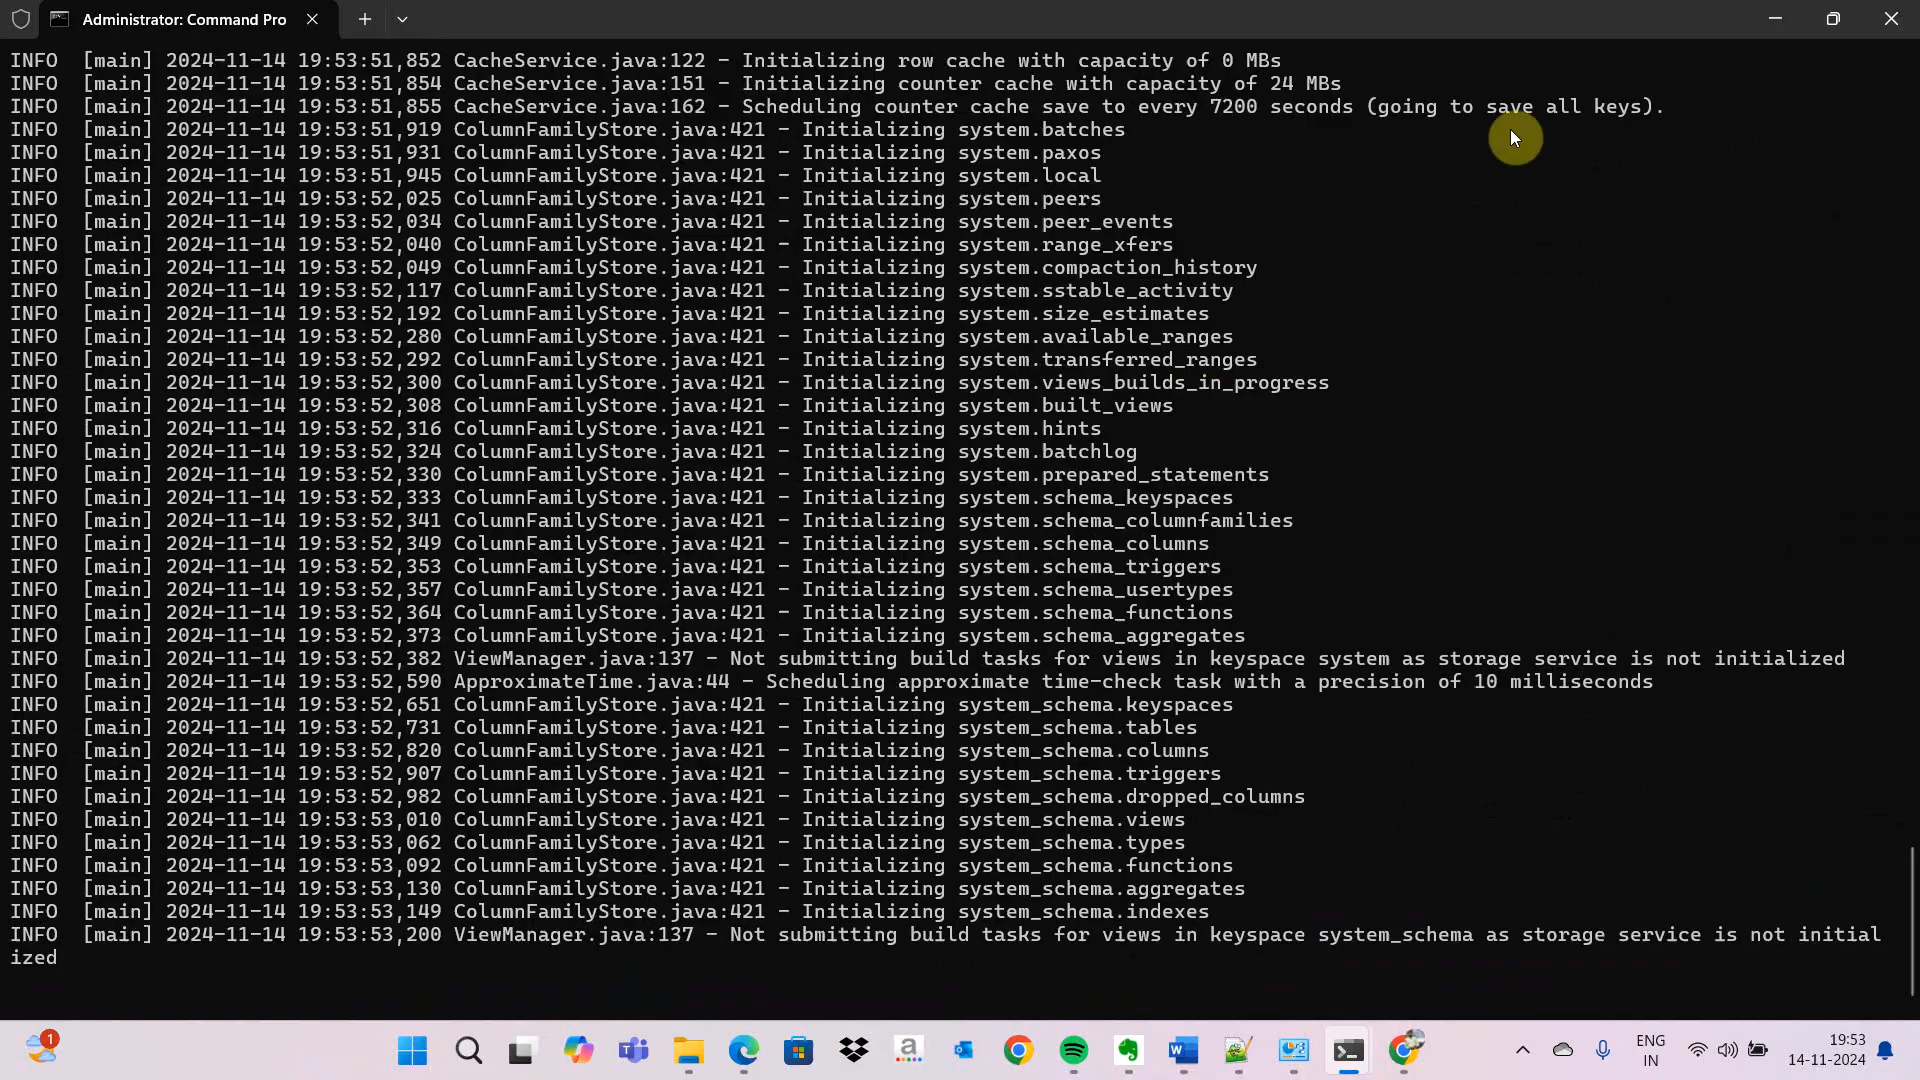 Administrator: Command Pro
INFO  [main] 2024-11-14 19:53:51,852 CacheService.java:122 - Initializing row cache with capacity of 0 MBs
INFO  [main] 2024-11-14 19:53:51,854 CacheService.java:151 - Initializing counter cache with capacity of 24 MBs
INFO  [main] 2024-11-14 19:53:51,855 CacheService.java:162 - Scheduling counter cache save to every 7200 seconds (going to save all keys).
INFO  [main] 2024-11-14 19:53:51,919 ColumnFamilyStore.java:421 - Initializing system.batches
INFO  [main] 2024-11-14 19:53:51,931 ColumnFamilyStore.java:421 - Initializing system.paxos
INFO  [main] 2024-11-14 19:53:51,945 ColumnFamilyStore.java:421 - Initializing system.local
INFO  [main] 2024-11-14 19:53:52,025 ColumnFamilyStore.java:421 - Initializing system.peers
INFO  [main] 2024-11-14 19:53:52,034 ColumnFamilyStore.java:421 - Initializing system.peer_events
INFO  [main] 2024-11-14 19:53:52,040 ColumnFamilyStore.java:421 - Initializing system.range_xfers
INFO  [main] 2024-11-14 19:53:52,049 ColumnFamilyStore.java:421 - Initializing system.compaction_history
INFO  [main] 2024-11-14 19:53:52,117 ColumnFamilyStore.java:421 - Initializing system.sstable_activity
INFO  [main] 2024-11-14 19:53:52,192 ColumnFamilyStore.java:421 - Initializing system.size_estimates
INFO  [main] 2024-11-14 19:53:52,280 ColumnFamilyStore.java:421 - Initializing system.available_ranges
INFO  [main] 2024-11-14 19:53:52,292 ColumnFamilyStore.java:421 - Initializing system.transferred_ranges
INFO  [main] 2024-11-14 19:53:52,300 ColumnFamilyStore.java:421 - Initializing system.views_builds_in_progress
INFO  [main] 2024-11-14 19:53:52,308 ColumnFamilyStore.java:421 - Initializing system.built_views
INFO  [main] 2024-11-14 19:53:52,316 ColumnFamilyStore.java:421 - Initializing system.hints
INFO  [main] 2024-11-14 19:53:52,324 ColumnFamilyStore.java:421 - Initializing system.batchlog
INFO  [main] 2024-11-14 19:53:52,330 ColumnFamilyStore.java:421 - Initializing system.prepared_statements
INFO  [main] 2024-11-14 19:53:52,333 ColumnFamilyStore.java:421 - Initializing system.schema_keyspaces
INFO  [main] 2024-11-14 19:53:52,341 ColumnFamilyStore.java:421 - Initializing system.schema_columnfamilies
INFO  [main] 2024-11-14 19:53:52,349 ColumnFamilyStore.java:421 - Initializing system.schema_columns
INFO  [main] 2024-11-14 19:53:52,353 ColumnFamilyStore.java:421 - Initializing system.schema_triggers
INFO  [main] 2024-11-14 19:53:52,357 ColumnFamilyStore.java:421 - Initializing system.schema_usertypes
INFO  [main] 2024-11-14 19:53:52,364 ColumnFamilyStore.java:421 - Initializing system.schema_functions
INFO  [main] 2024-11-14 19:53:52,373 ColumnFamilyStore.java:421 - Initializing system.schema_aggregates
INFO  [main] 2024-11-14 19:53:52,382 ViewManager.java:137 - Not submitting build tasks for views in keyspace system as storage service is not initialized
INFO  [main] 2024-11-14 19:53:52,590 ApproximateTime.java:44 - Scheduling approximate time-check task with a precision of 10 milliseconds
INFO  [main] 2024-11-14 19:53:52,651 ColumnFamilyStore.java:421 - Initializing system_schema.keyspaces
INFO  [main] 2024-11-14 19:53:52,731 ColumnFamilyStore.java:421 - Initializing system_schema.tables
INFO  [main] 2024-11-14 19:53:52,820 ColumnFamilyStore.java:421 - Initializing system_schema.columns
INFO  [main] 2024-11-14 19:53:52,907 ColumnFamilyStore.java:421 - Initializing system_schema.triggers
INFO  [main] 2024-11-14 19:53:52,982 ColumnFamilyStore.java:421 - Initializing system_schema.dropped_columns
INFO  [main] 2024-11-14 19:53:53,010 ColumnFamilyStore.java:421 - Initializing system_schema.views
INFO  [main] 2024-11-14 19:53:53,062 ColumnFamilyStore.java:421 - Initializing system_schema.types
INFO  [main] 2024-11-14 19:53:53,092 ColumnFamilyStore.java:421 - Initializing system_schema.functions
INFO  [main] 2024-11-14 19:53:53,130 ColumnFamilyStore.java:421 - Initializing system_schema.aggregates
INFO  [main] 2024-11-14 19:53:53,149 ColumnFamilyStore.java:421 - Initializing system_schema.indexes
INFO  [main] 2024-11-14 19:53:53,200 ViewManager.java:137 - Not submitting build tasks for views in keyspace system_schema as storage service is not initial
ized
1
a
W
ENG
IN
19:53
14-11-2024